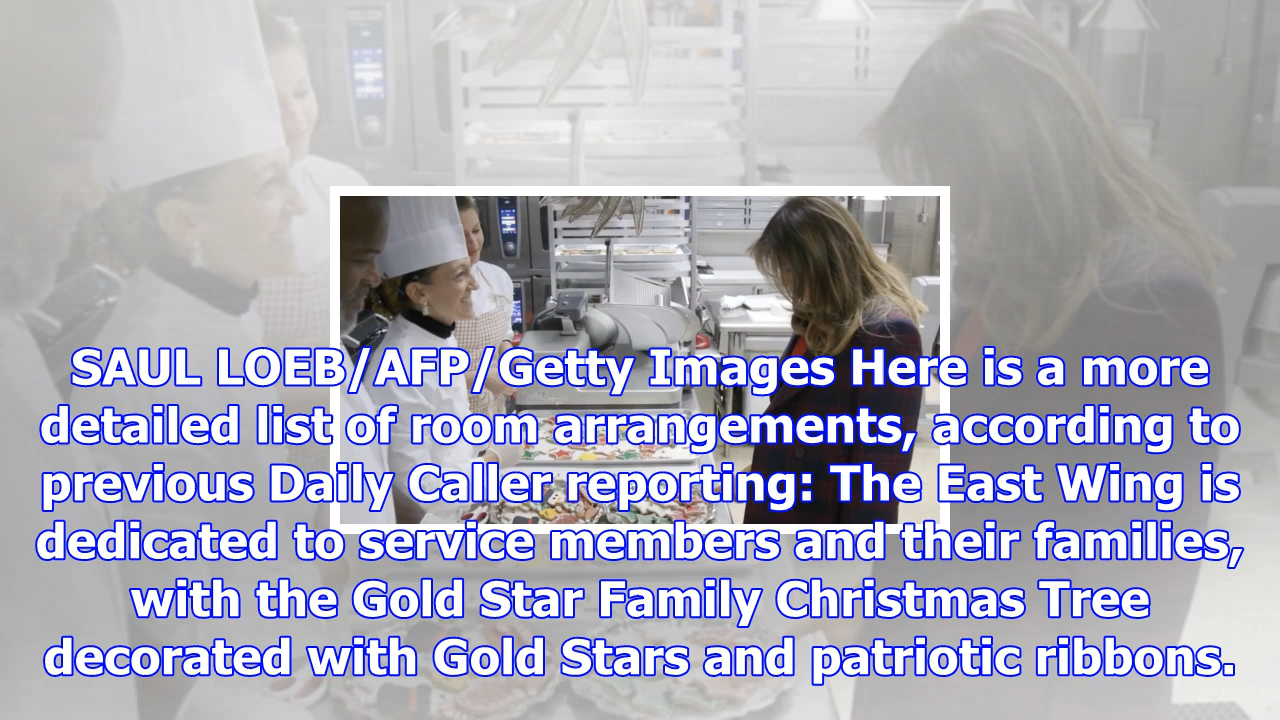 SAUL LOEB/AFP/Getty Images Here is a more
detailed list of room arrangements, according to
previous Daily Caller reporting: The East Wing is
dedicated to service members and their families,
with the Gold Star Family Christmas Tree
decorated with Gold Stars and patriotic ribbons.